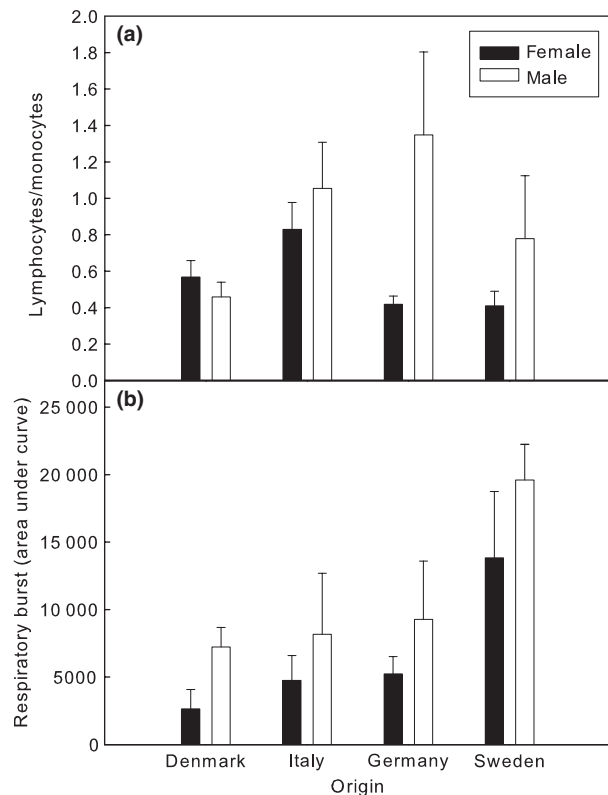 (a)
Female
Male
Lymphocytes/monocytes
2.0
1.8
1.6
1.4
1.2
1.0
0.8
0.6
0.4
0.2
0.0
(b)
Respiratory burst (area under curve)
25 000
20 000
15 000
10 000
5000
0
Denmark Italy Germany Sweden
Origin